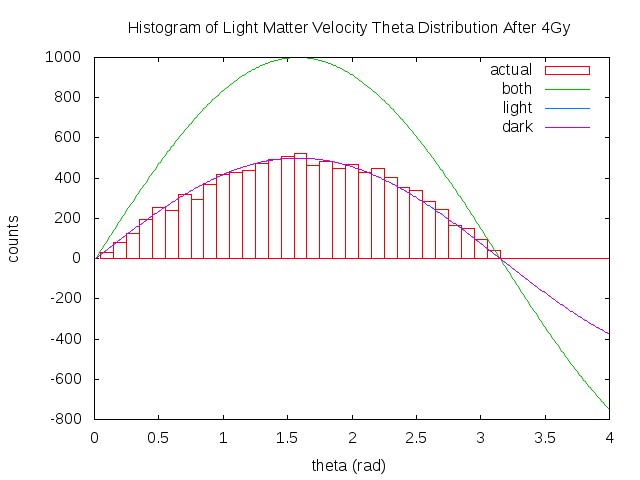 Histogram of Light Matter Velocity Theta Distribution After 4Gy
actual
both
light
dark
1000
800
600
400
200
0
-200
-400
-600
-800
counts
0 0.5 1 1.5 2 2.5 3 3.5 4
theta (rad)